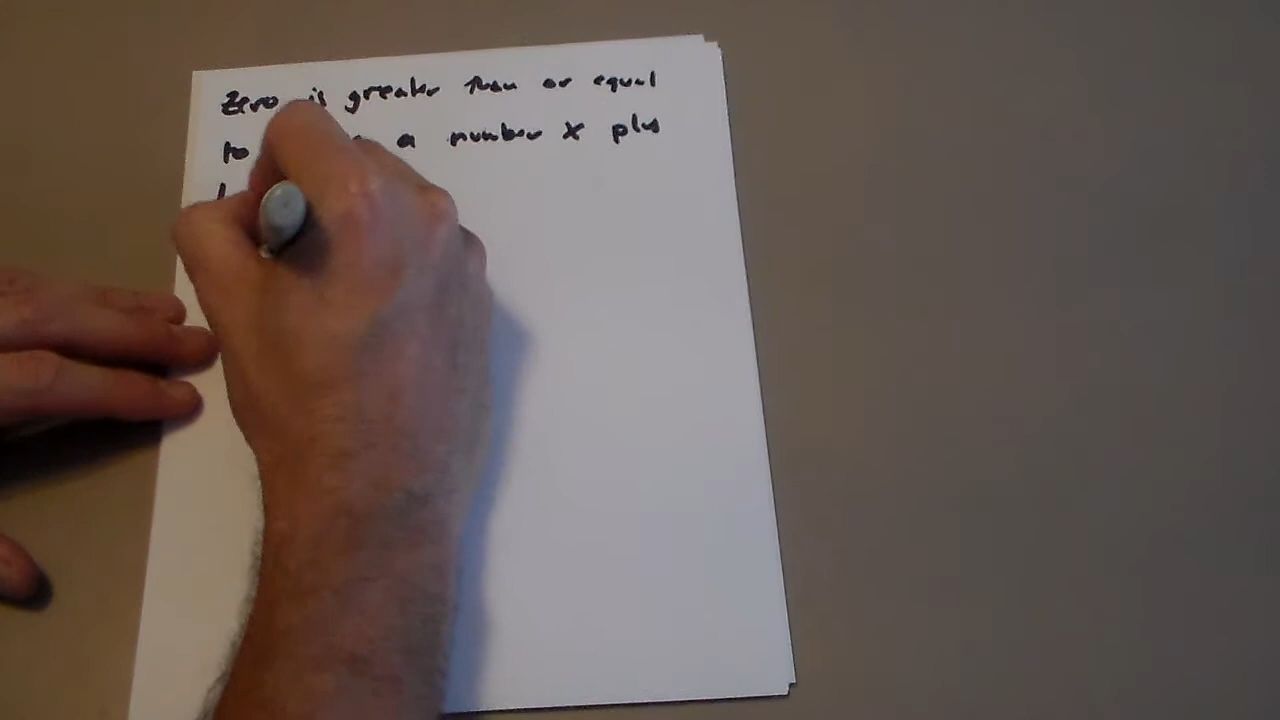 Zero is greater than or equal
to a number x plus